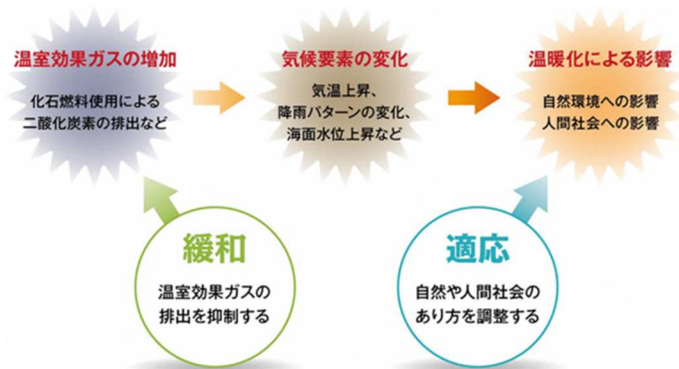 温室効果ガスの増加
化石燃料使用による
二酸化炭素の排出など
気候要素の変化
気温上昇、
降雨パターンの変化、
海面水位上昇など
温暖化による影響
自然環境への影響
人間社会への影響
緩和
温室効果ガスの
排出を抑制する
適応
自然や人間社会の
あり方を調整する